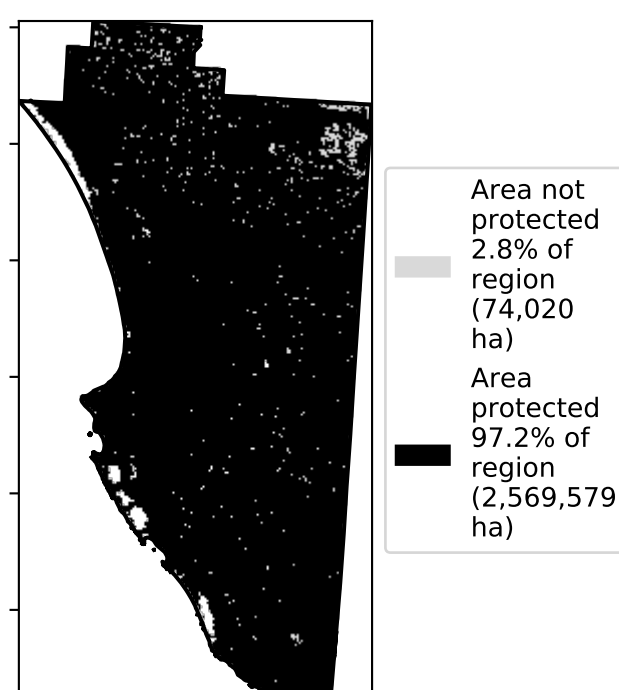 Area not
protected
2.8% of
region
(74,020
ha)
Area
protected
97.2% of
region
(2,569,579
ha)